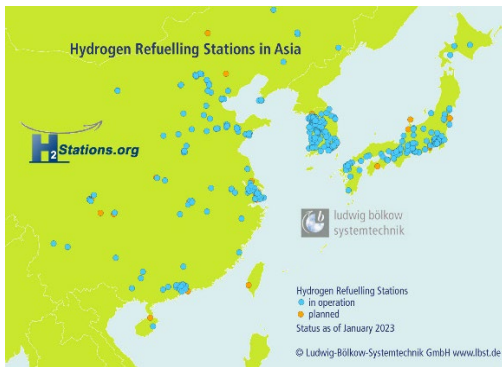 Hydrogen Refuelling Stations in Asia
H2Stations.org
ludwig bölkow
systemtechnik
Hydrogen Refuelling Stations
in operation
planned
Status as of January 2023
© Ludwig-Bölkow-Systemtechnik GmbH www.lbst.de